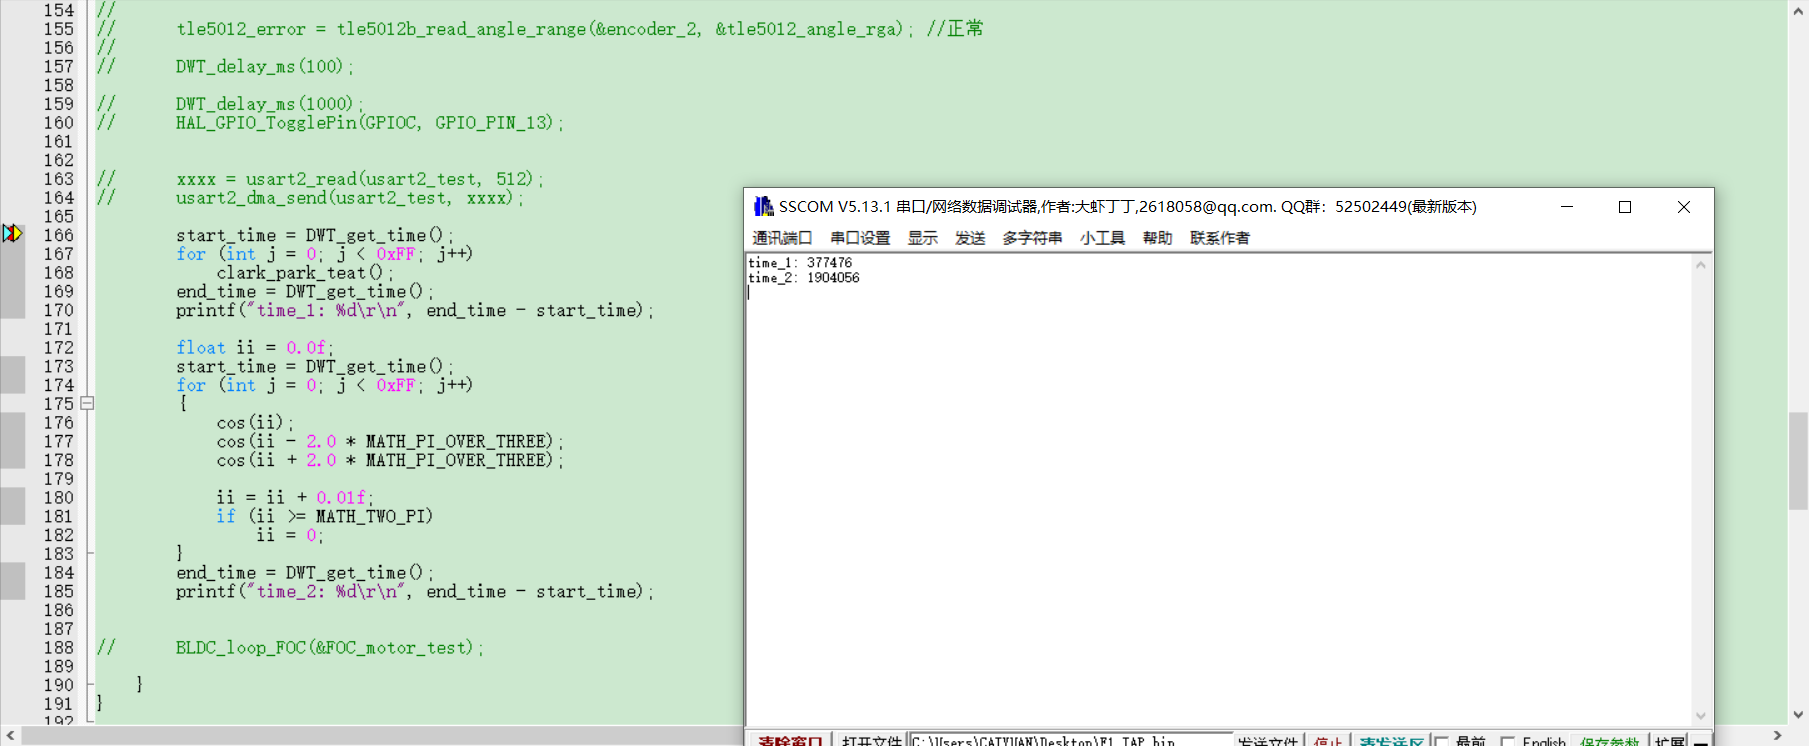 154 //
155 // tle5012_error = tle5012b_read_angle_range(&encoder_2, &tle5012_angle_rga); //正常
156 //
157 // DWT_delay_ms(100);
158
159 // DWT_delay_ms(1000);
160 // HAL_GPIO_TogglePin(GPIOC, GPIO_PIN_13);
161
162
163 // xxxx = usart2_read(usart2_test, 512);
164 // usart2_dma_send(usart2_test, xxxx);
165
166 start_time = DWT_get_time();
167 for (int j = 0; j < 0xFF; j++)
168 clark_park_teat();
169 end_time = DWT_get_time();
170 printf("time_1: %d\r\n", end_time - start_time);
171
172 float ii = 0.0f;
173 start_time = DWT_get_time();
174 for (int j = 0; j < 0xFF; j++)
175 {
176 cos(ii);
177 cos(ii - 2.0 * MATH_PI_OVER_THREE);
178 cos(ii + 2.0 * MATH_PI_OVER_THREE);
179
180 ii = ii + 0.01f;
181 if (ii >= MATH_TWO_PI)
182 ii = 0;
183 }
184 end_time = DWT_get_time();
185 printf("time_2: %d\r\n", end_time - start_time);
186
187
188 // BLDC_loop_FOC(&FOC_motor_test);
189
190 }
191 }
192
SSCOM V5.13.1 串口/网络数据调试器,作者:大虾丁丁,2618058@qq.com. QQ群: 52502449(最新版本)
通讯端口 串口设置 显示 发送 多字符串 小工具 帮助 联系作者
time_1: 377476
time_2: 1904056
清除窗口 打开文件 C:\Users\CAIYUAN\Desktop\F1_IAP.bin 发送文件 停止 清发送区 最前 English 保存参数 扩展